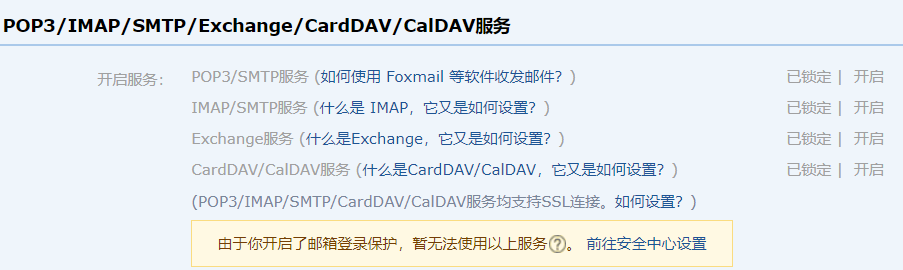 POP3/IMAP/SMTP/Exchange/CardDAV/CalDAV服务
开启服务： POP3/SMTP服务 (如何使用 Foxmail 等软件收发邮件？) 已锁定 | 开启
IMAP/SMTP服务 (什么是 IMAP，它又是如何设置？) 已锁定 | 开启
Exchange服务 (什么是Exchange，它又是如何设置？) 已锁定 | 开启
CardDAV/CalDAV服务 (什么是CardDAV/CalDAV，它又是如何设置？) 已锁定 | 开启
(POP3/IMAP/SMTP/CardDAV/CalDAV服务均支持SSL连接。如何设置？)
由于你开启了邮箱登录保护，暂无法使用以上服务?。 前往安全中心设置